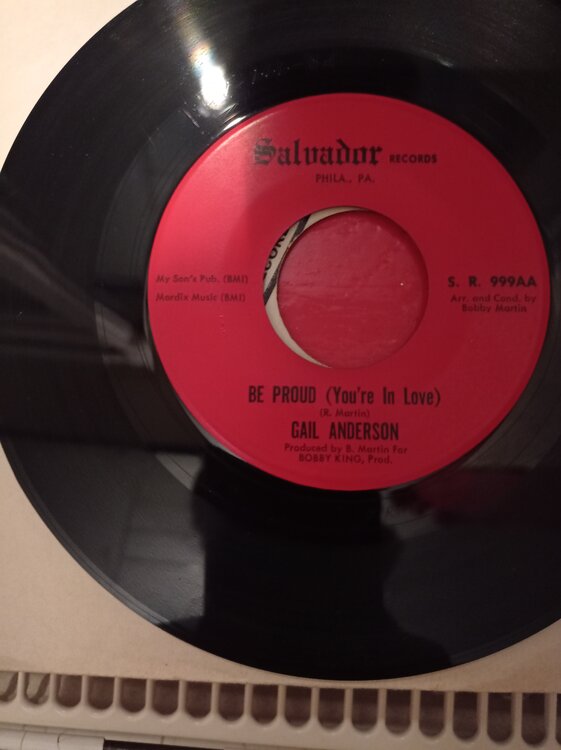 Salvador RECORDS
PHILA., PA.
My Son's Pub. (BMI)
Mardix Music (BMI)
S. R. 999AA
Arr. and Cond. by
Bobby Martin
BE PROUD (You're In Love)
(R. Martin)
GAIL ANDERSON
Produced by B. Martin For
BOBBY KING, Prod.